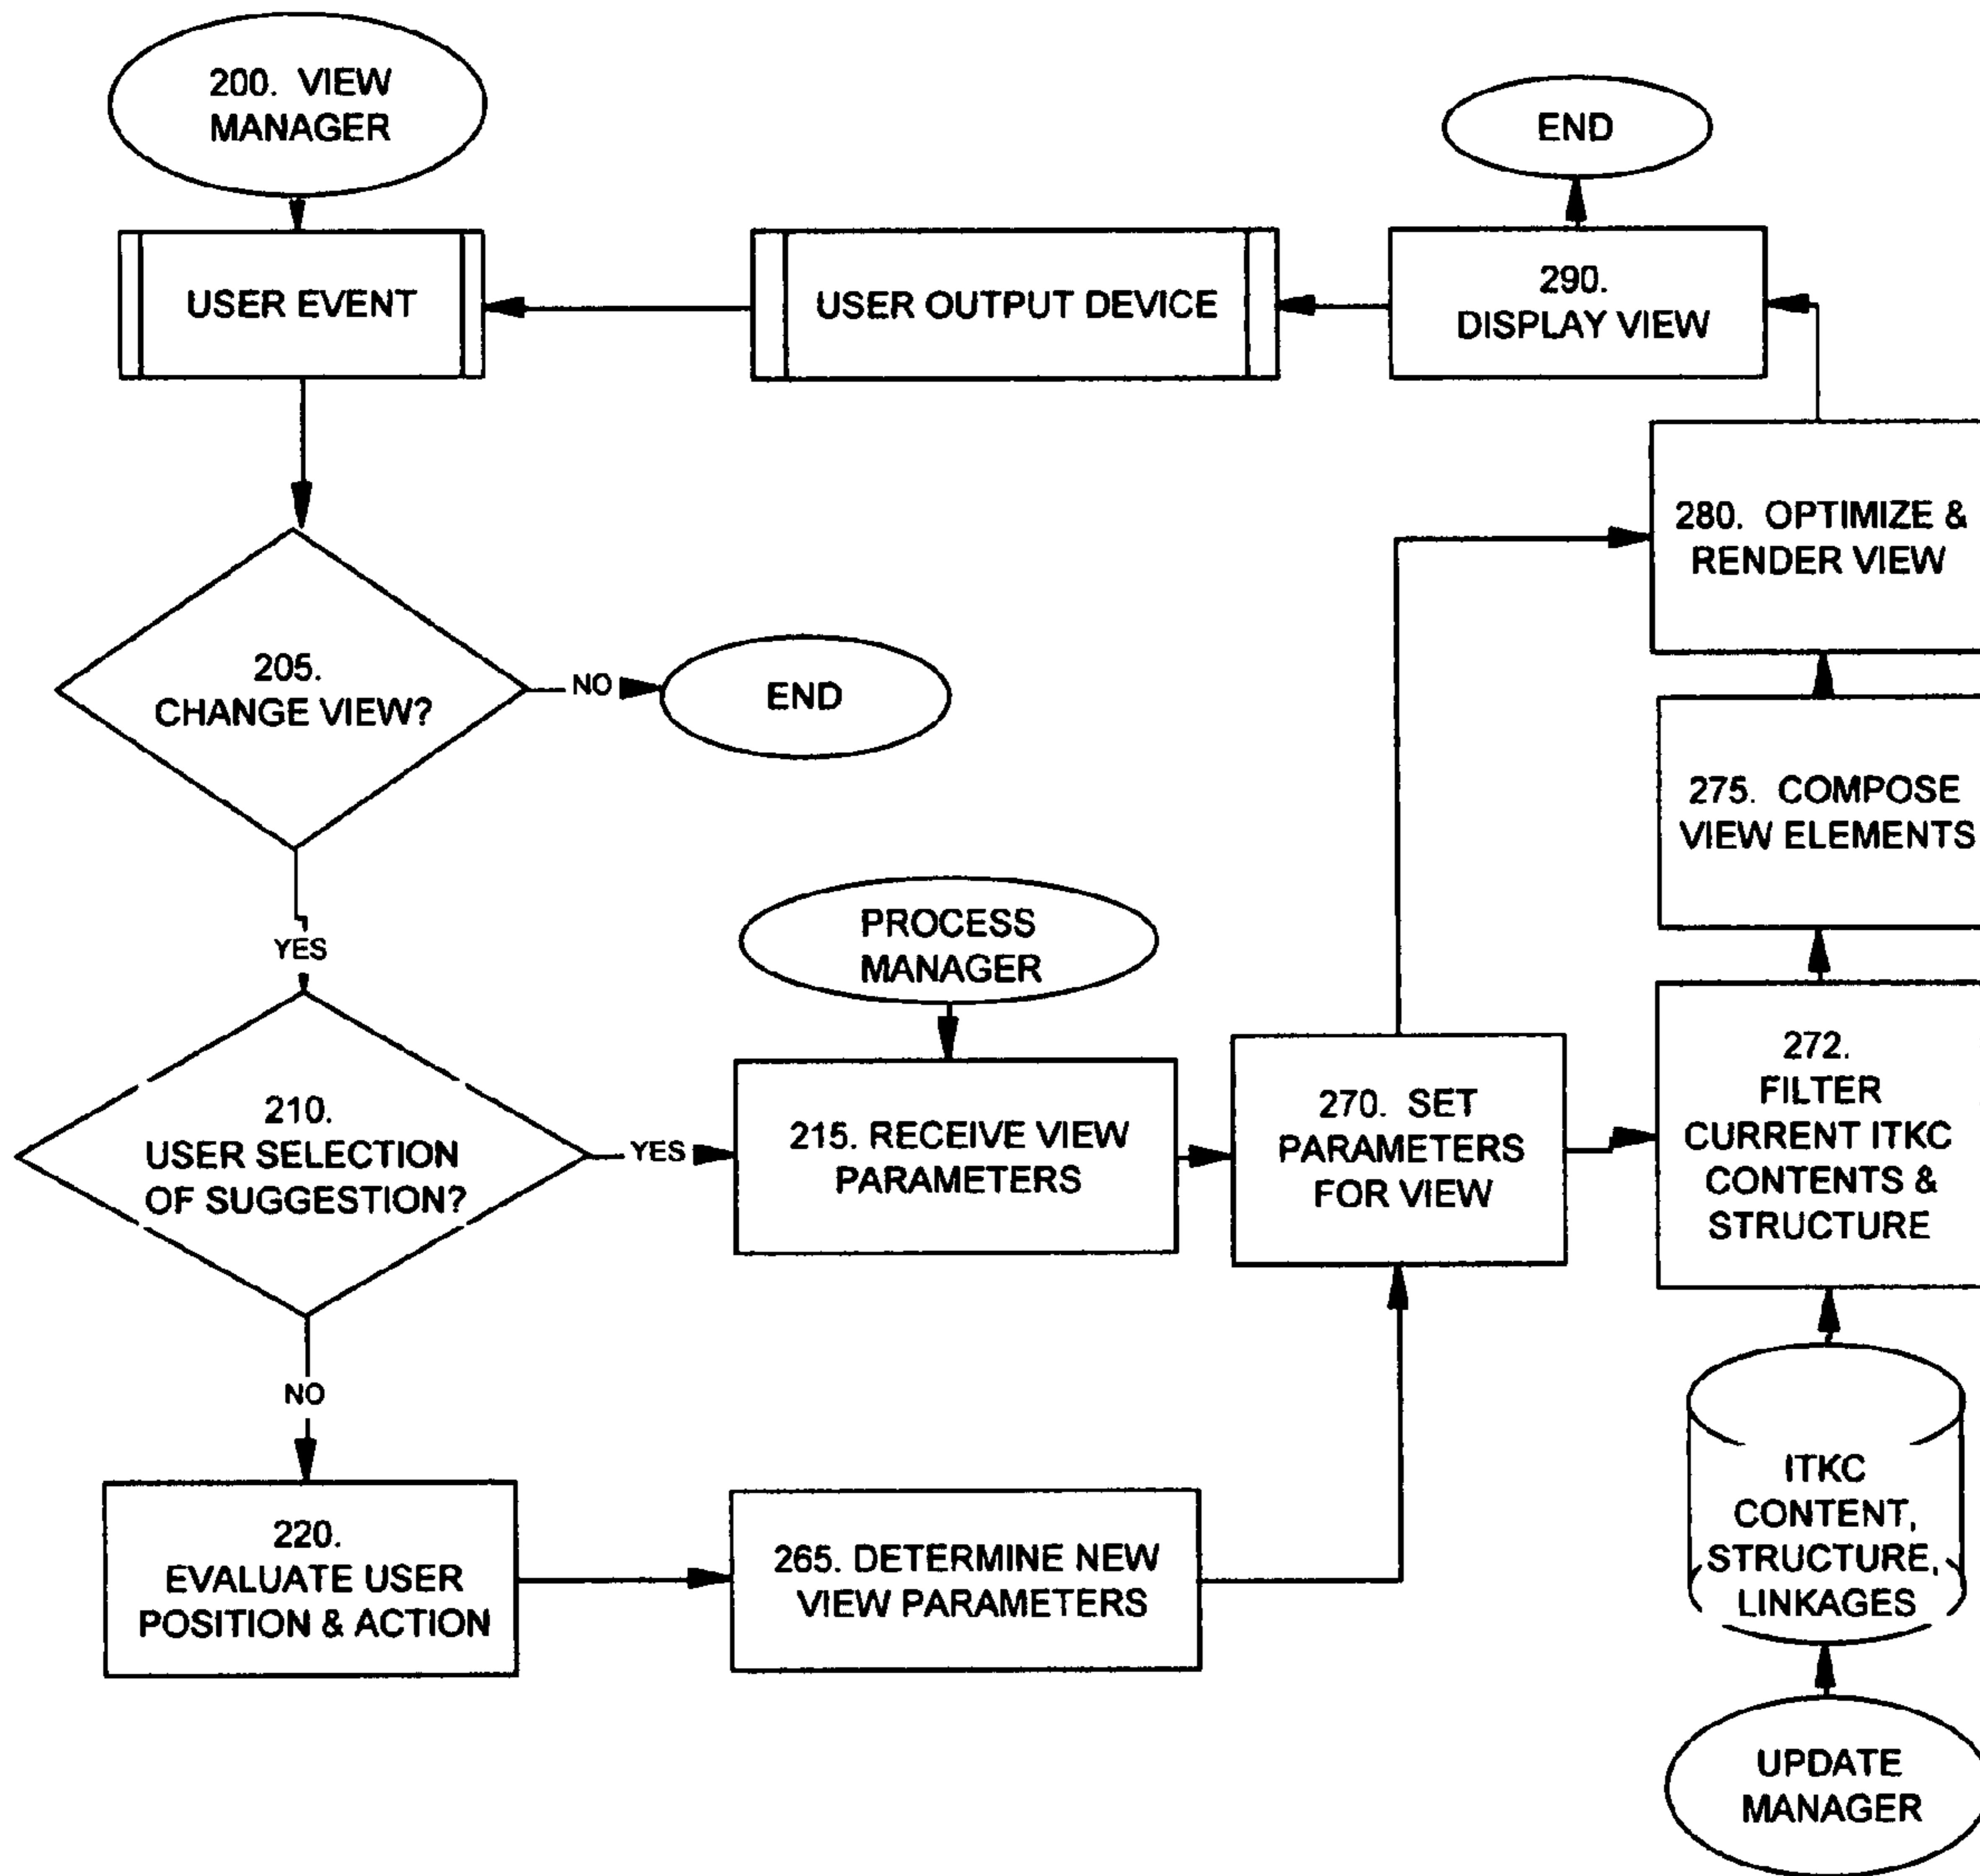 200. VIEW
MANAGER
END
USER EVENT
USER OUTPUT DEVICE
290.
DISPLAY VIEW
280. OPTIMIZE &
RENDER VIEW
205.
CHANGE VIEW?
NO
END
275. COMPOSE
VIEW ELEMENTS
YES
PROCESS
MANAGER
210.
USER SELECTION
OF SUGGESTION?
YES
215. RECEIVE VIEW
PARAMETERS
270. SET
PARAMETERS
FOR VIEW
272.
FILTER
CURRENT ITKC
CONTENTS &
STRUCTURE
NO
220.
EVALUATE USER
POSITION & ACTION
265. DETERMINE NEW
VIEW PARAMETERS
ITKC
CONTENT,
STRUCTURE,
LINKAGES
UPDATE
MANAGER